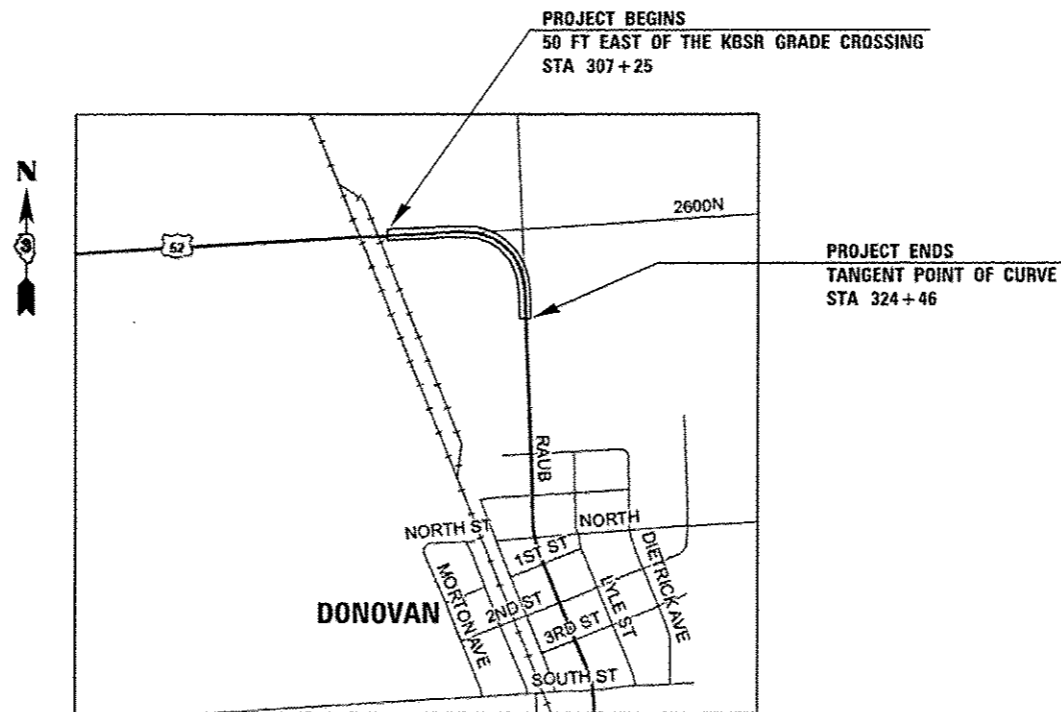 PROJECT BEGINS
50 FT EAST OF THE KBSR GRADE CROSSING
STA 307+25
N
3
52
2600N
PROJECT ENDS
TANGENT POINT OF CURVE
STA 324+46
RAUB
NORTH ST
NORTH
1ST ST
MORTON AVE
2ND ST
LYLE ST
DIETRICK AVE
DONOVAN
3RD ST
SOUTH ST